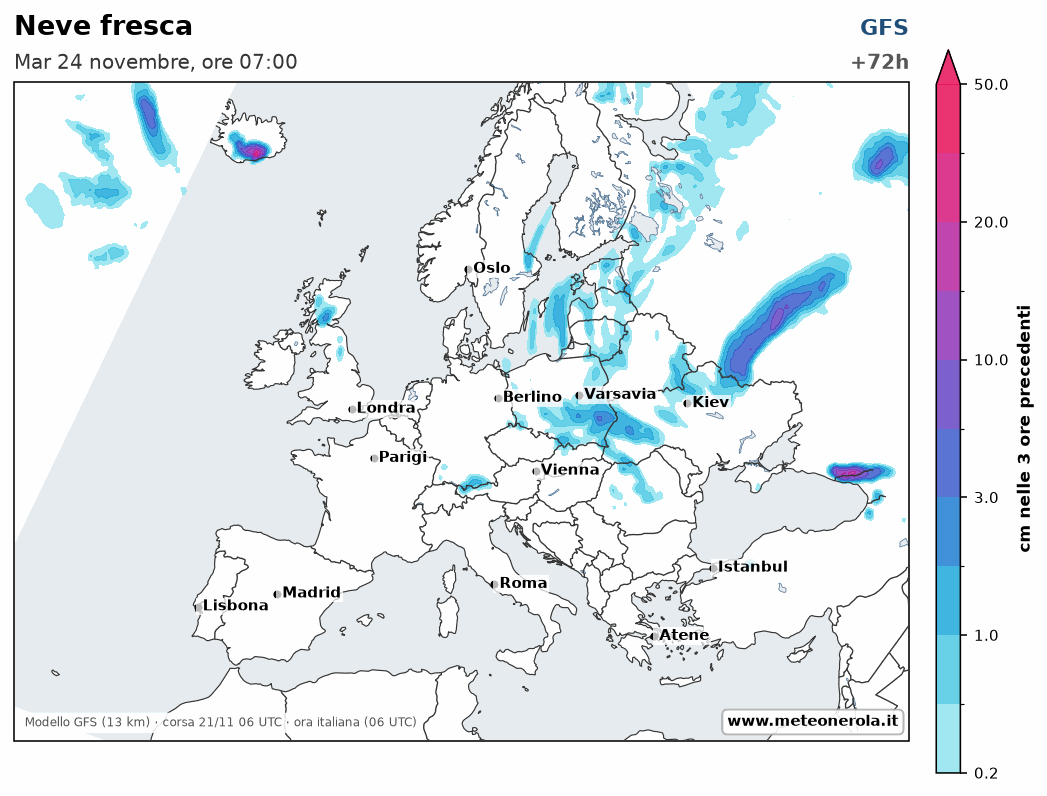 Neve fresca
GFS
Mar 24 novembre, ore 07:00
+72h
50.0
20.0
10.0
3.0
1.0
0.2
cm nelle 3 ore precedenti
Oslo
Berlino
Varsavia
Kiev
Londra
Parigi
Vienna
Istanbul
Roma
Madrid
Lisbona
Atene
Modello GFS (13 km) · corsa 21/11 06 UTC · ora italiana (06 UTC)
www.meteonerola.it